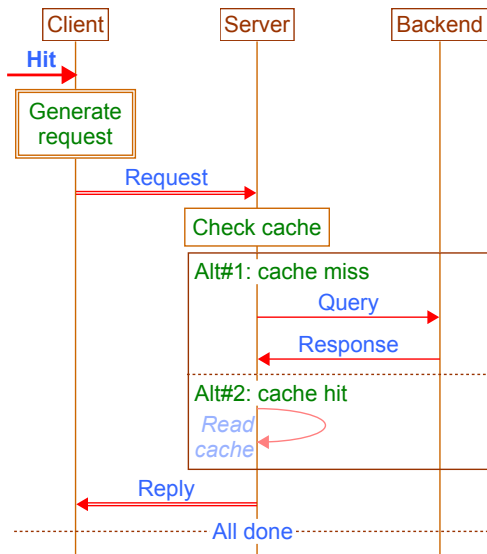 Client Server Backend
Hit
Generate
request
Request
Check cache
Alt#1: cache miss
Query
Response
Alt#2: cache hit
Read
cache
Reply
All done